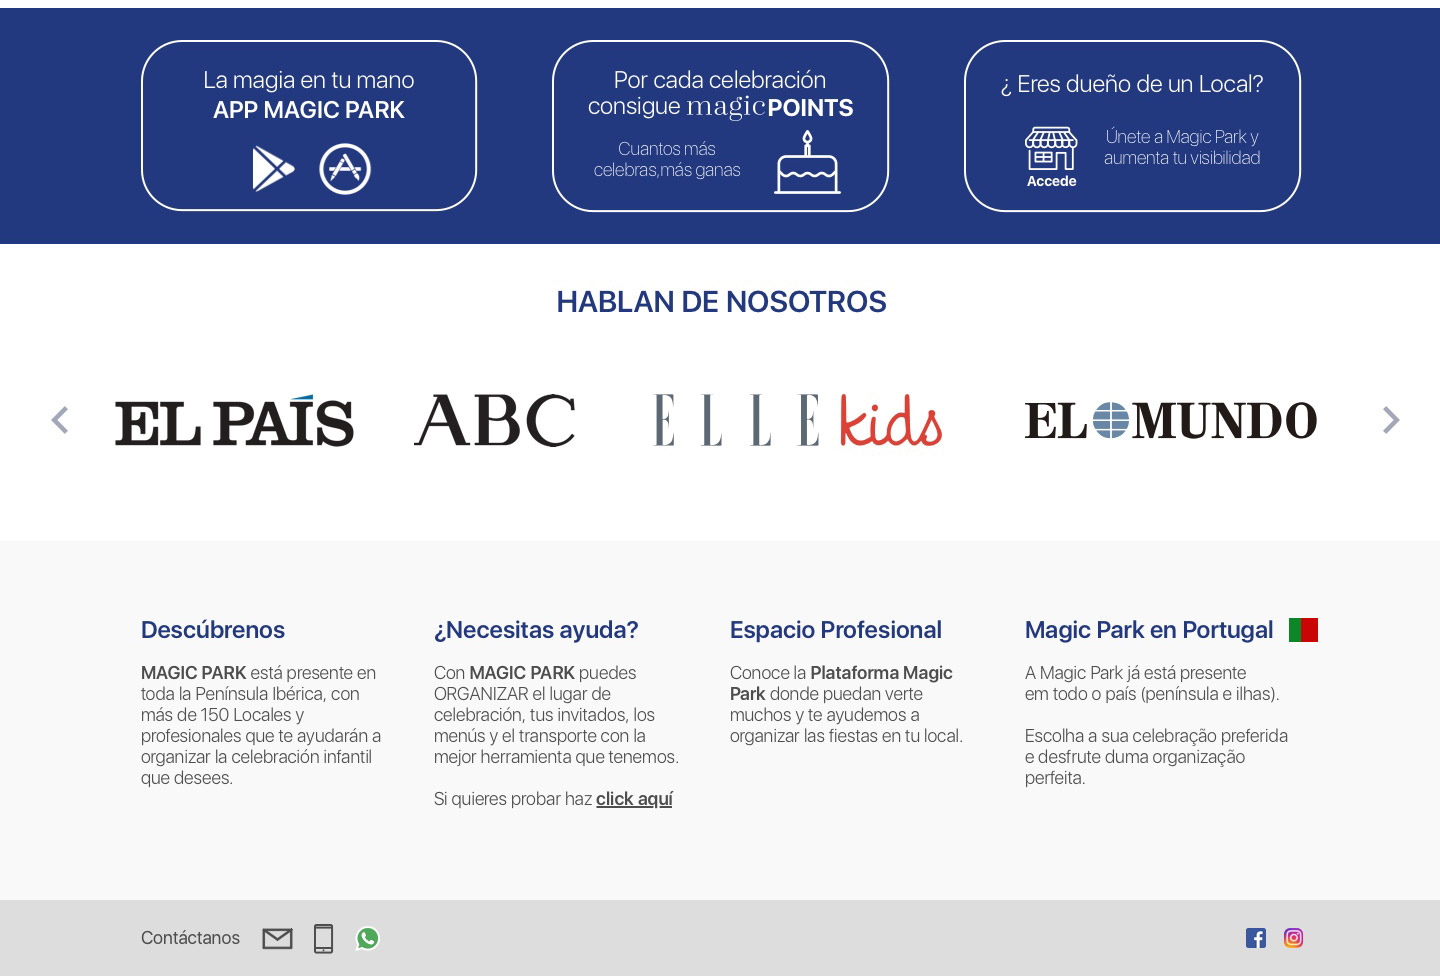 La magia en tu mano
APP MAGIC PARK
Por cada celebración
consigue magicPOINTS
Cuantos más
celebras,más ganas
¿ Eres dueño de un Local?
Únete a Magic Park y
aumenta tu visibilidad
Accede
HABLAN DE NOSOTROS
EL PAÍS
ABC
ELLE kids
EL MUNDO
Descúbrenos
MAGIC PARK está presente en
toda la Península Ibérica, con
más de 150 Locales y
profesionales que te ayudarán a
organizar la celebración infantil
que desees.
¿Necesitas ayuda?
Con MAGIC PARK puedes
ORGANIZAR el lugar de
celebración, tus invitados, los
menús y el transporte con la
mejor herramienta que tenemos.
Si quieres probar haz click aquí
Espacio Profesional
Conoce la Plataforma Magic
Park donde puedan verte
muchos y te ayudemos a
organizar las fiestas en tu local.
Magic Park en Portugal
A Magic Park já está presente
em todo o país (península e ilhas).
Escolha a sua celebração preferida
e desfrute duma organização
perfeita.
Contáctanos